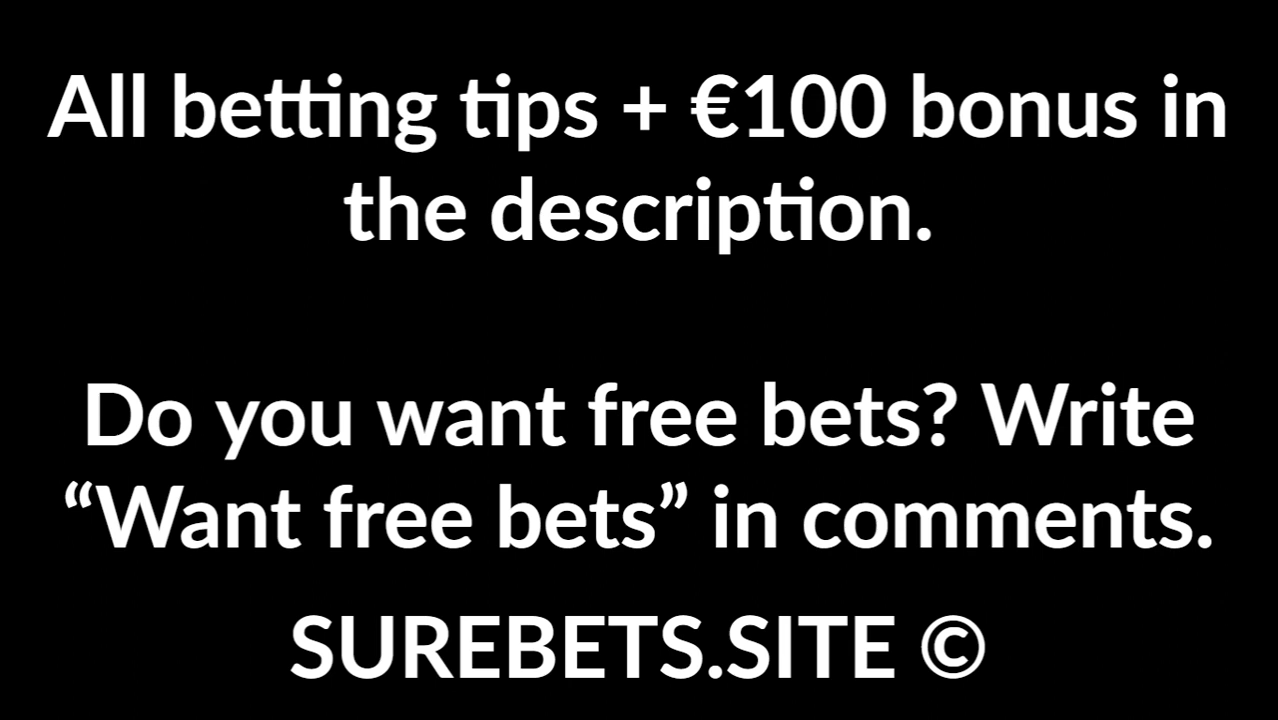 All betting tips + €100 bonus in
the description.
Do you want free bets? Write
“Want free bets” in comments.
SUREBETS.SITE ©